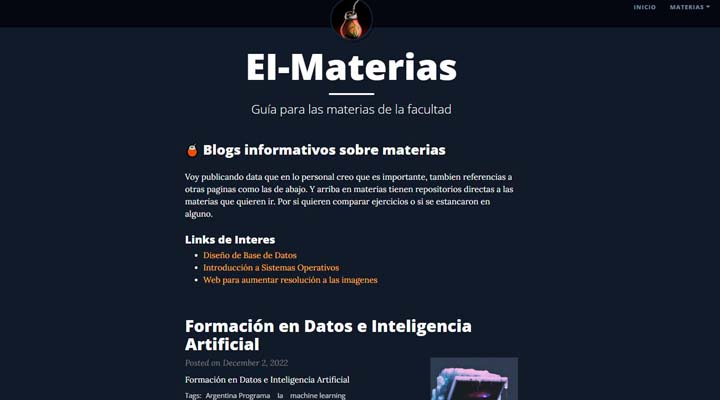 INICIO MATERIAS
EI-Materias
Guía para las materias de la facultad
Blogs informativos sobre materias
Voy publicando data que en lo personal creo que es importante, tambien referencias a
otras paginas como las de abajo. Y arriba en materias tienen repositorios directas a las
materias que quieren ir. Por si quieren comparar ejercicios o si se estancaron en
alguno.
Links de Interes
Diseño de Base de Datos
Introducción a Sistemas Operativos
Web para aumentar resolución a las imagenes
Formación en Datos e Inteligencia
Artificial
Posted on December 2, 2022
Formación en Datos e Inteligencia Artificial
Tags: Argentina Programa Ia machine learning